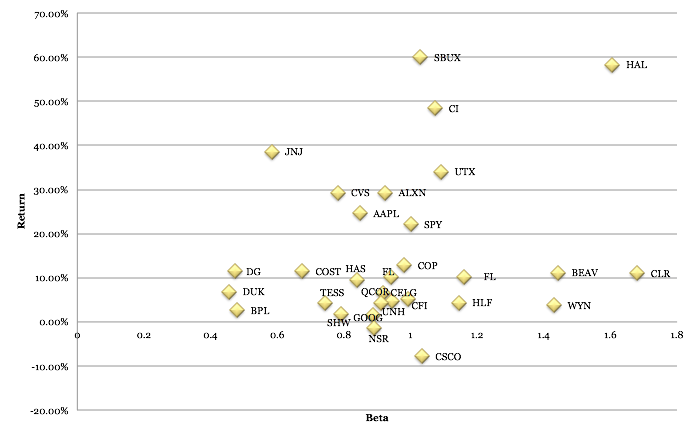 70.00%
60.00%
SBUX
HAL
50.00%
CI
40.00%
JNJ
UTX
30.00%
CVS
ALXN
AAPL
20.00%
SPY
Return
DG
COST
HAS
FL
COP
FL
BEAV
CLR
10.00%
DUK
TESS
QCOR
CELG
CFI
HLF
WYN
BPL
SHW
GOOG
UNH
NSR
0.00%
0
0.2
0.4
0.6
0.8
1
1.2
1.4
1.6
1.8
CSCO
-10.00%
-20.00%
Beta